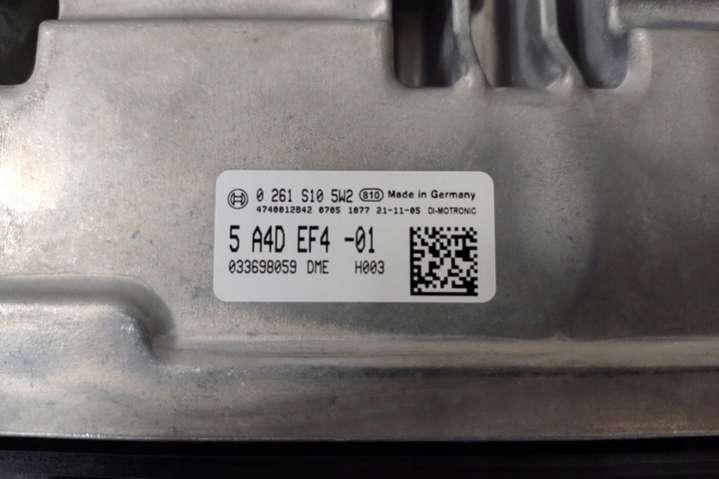 0 261 S10 5W2 S10 Made in Germany
4740012842 0705 1077 21-11-05 DI-MOTRONIC
5 A4D EF4 -01
033698059 DME H003